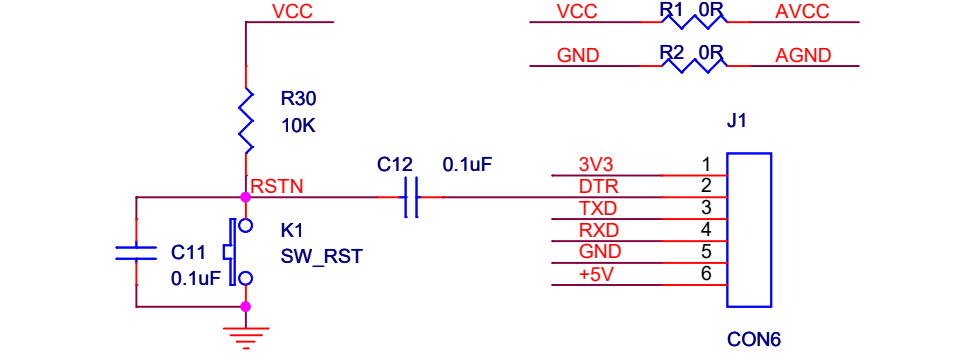 VCC
VCC R1 0R AVCC
GND R2 0R AGND
R30
10K
J1
C12 0.1uF
3V3 1
RSTN
DTR 2
TXD 3
K1
RXD 4
C11
SW_RST
GND 5
0.1uF
+5V 6
CON6